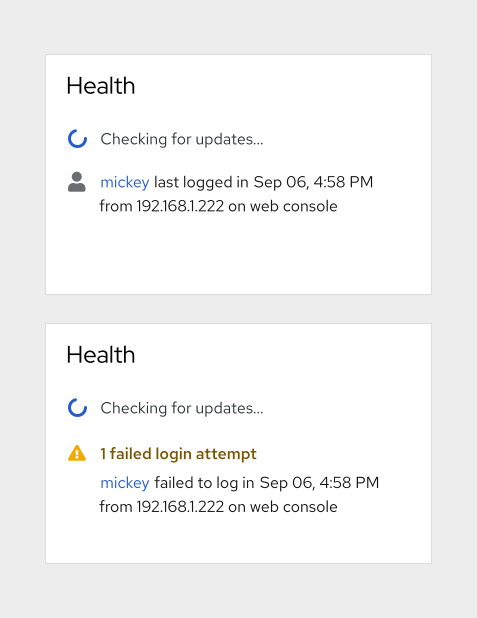 Health
Checking for updates...
mickey last logged in Sep 06, 4:58 PM
from 192.168.1.222 on web console
Health
Checking for updates...
1 failed login attempt
mickey failed to log in Sep 06, 4:58 PM
from 192.168.1.222 on web console